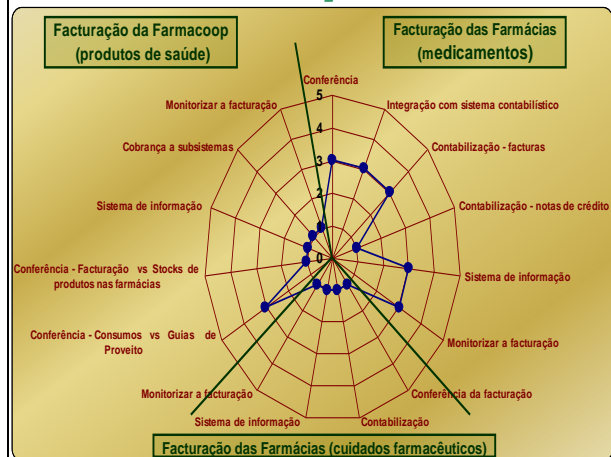 Facturação da Farmacoop
(produtos de saúde)
Facturação das Farmácias
(medicamentos)
Conferência
Integração com sistema contabilístico
Contabilização - facturas
Contabilização - notas de crédito
Sistema de informação
Monitorizar a facturação
Conferência da facturação
Contabilização
Sistema de informação
Monitorizar a facturação
Conferência - Consumos vs Guias de
Proveito
Conferência - Facturação vs Stocks de
produtos nas farmácias
Sistema de informação
Cobrança a subsistemas
Monitorizar a facturação
5
4
3
2
1
0
Facturação das Farmácias (cuidados farmacêuticos)